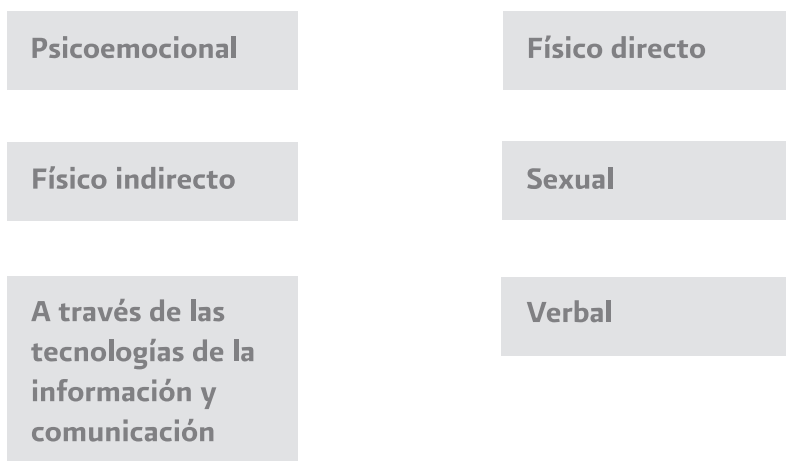 Psicoemocional
Físico directo
Físico indirecto
Sexual
A través de las
tecnologías de la
información y
comunicación
Verbal